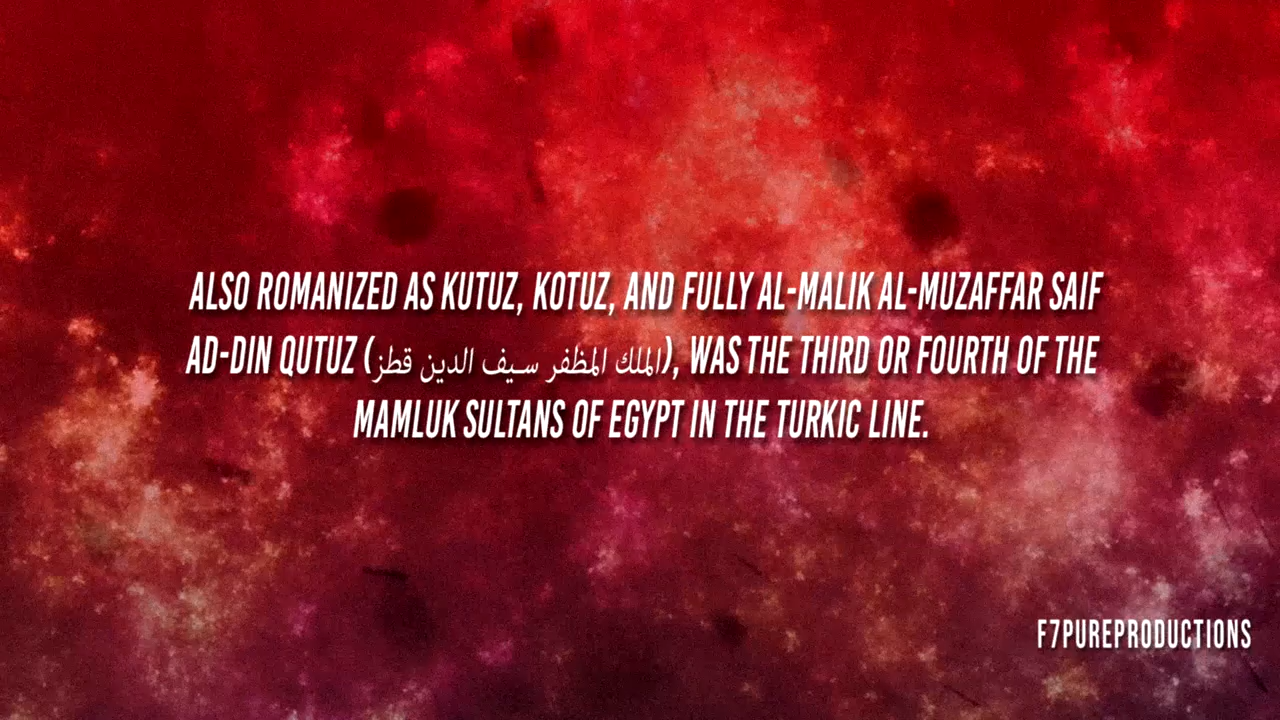 ALSO ROMANIZED AS KUTUZ, KOTUZ, AND FULLY AL-MALIK AL-MUZAFFAR SAIF
AD-DIN QUTUZ (الملك المظفر سيف الدين قطز), WAS THE THIRD OR FOURTH OF THE
MAMLUK SULTANS OF EGYPT IN THE TURKIC LINE.
F7PUREPRODUCTIONS